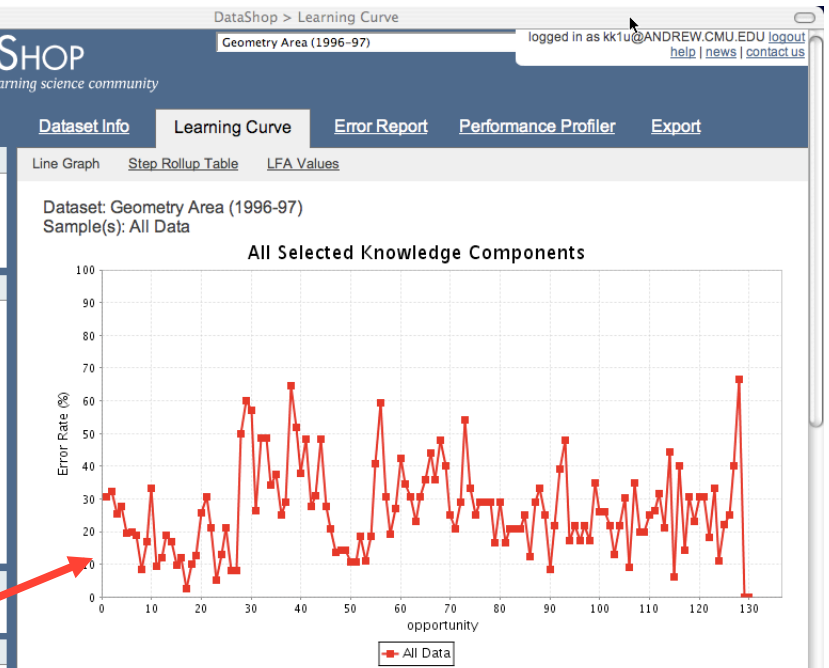 DataShop > Learning Curve
Geometry Area (1996-97)
logged in as kk1u@ANDREW.CMU.EDU logout
SHOP
help | news | contact us
arning science community
Dataset Info Learning Curve Error Report Performance Profiler Export
Line Graph Step Rollup Table LFA Values
Dataset: Geometry Area (1996-97)
Sample(s): All Data
All Selected Knowledge Components
100
90
80
70
60
50
40
30
20
0
Error Rate (%)
0 10 20 30 40 50 60 70 80 90 100 110 120 130
opportunity
All Data